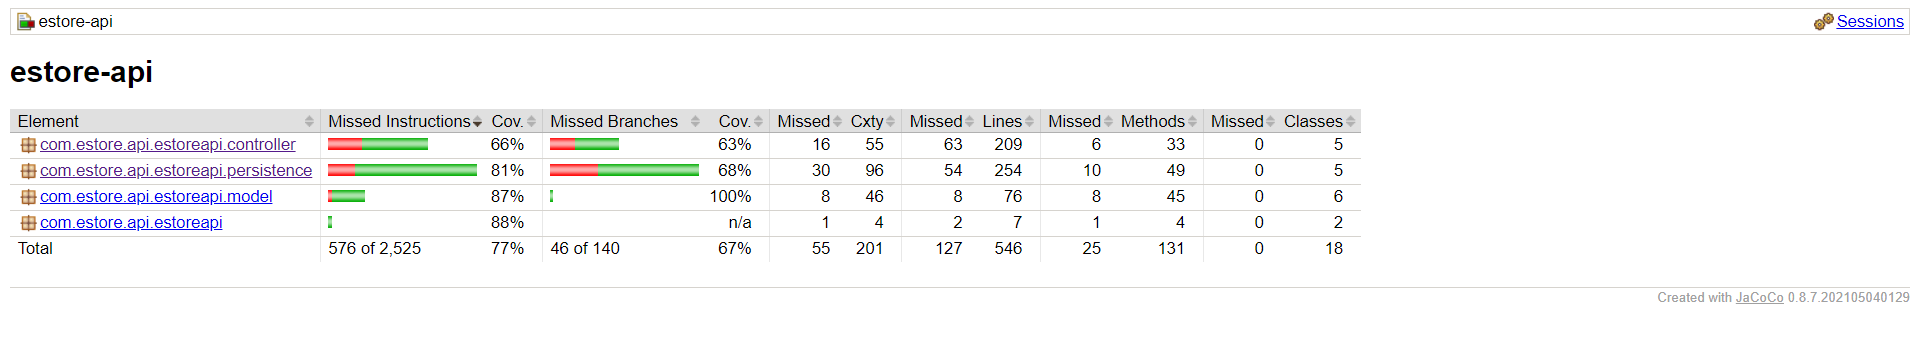 estore-api Sessions
estore-api
Element Missed Instructions Cov. Missed Branches Cov. Missed Cxty Missed Lines Missed Methods Missed Classes
com.estore.api.estoreapi.controller 66% 63% 16 55 63 209 6 33 0 5
com.estore.api.estoreapi.persistence 81% 68% 30 96 54 254 10 49 0 5
com.estore.api.estoreapi.model 87% 100% 8 46 8 76 8 45 0 6
com.estore.api.estoreapi 88% n/a 1 4 2 7 1 4 0 2
Total 576 of 2,525 77% 46 of 140 67% 55 201 127 546 25 131 0 18
Created with JaCoCo 0.8.7.202105040129